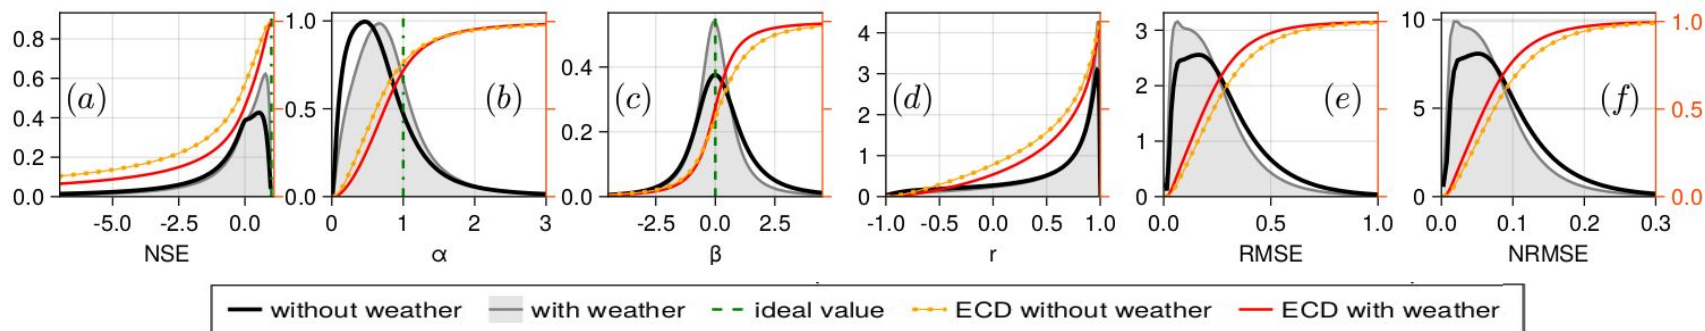 0.8
0.6
0.4
0.2
0.0
-5.0 -2.5 0.0
NSE
(a)
1.0
0.5
0.0
0 1 2 3
α
(b)
0.4
0.2
0.0
-2.5 0.0 2.5
β
(c)
4
3
2
1
0
-1.0 -0.5 0.0 0.5 1.0
r
(d)
3
2
1
0
0.0 0.5 1.0
RMSE
(e)
10
5
0
0.0 0.1 0.2 0.3
NRMSE
(f)
1.0
0.5
0.0
without weather with weather ideal value ECD without weather ECD with weather